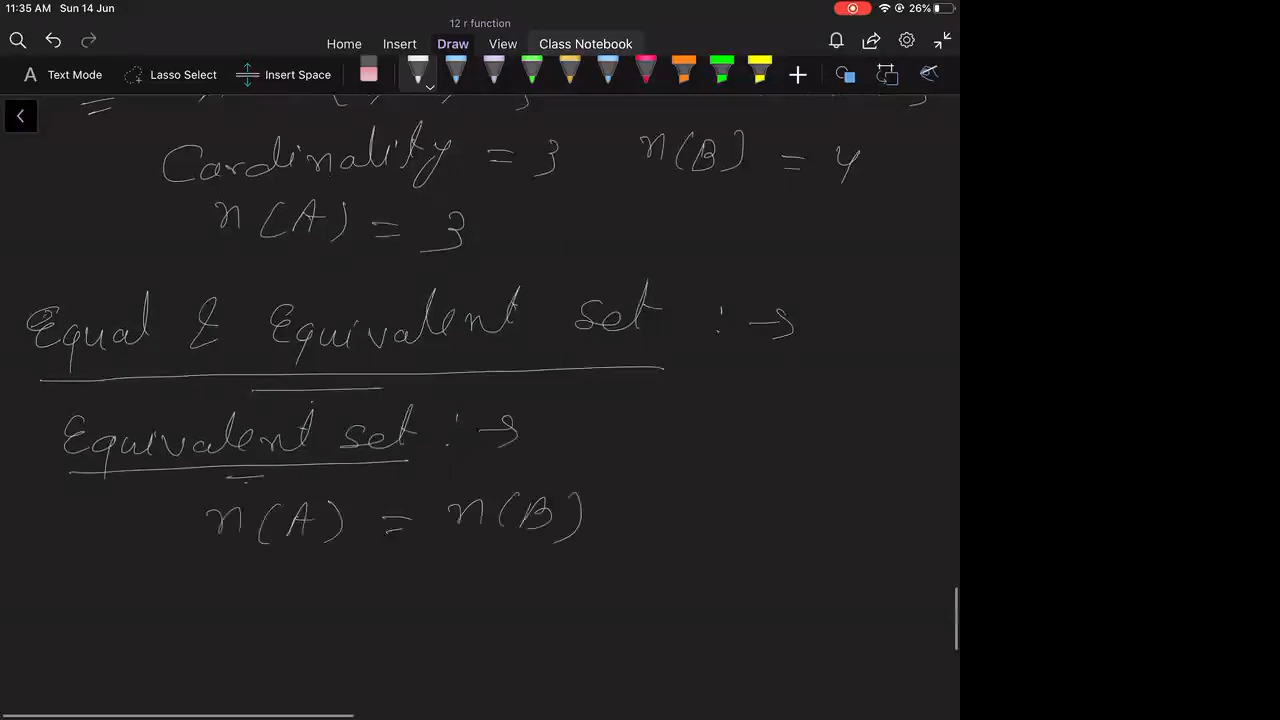 11:35 AM Sun 14 Jun 26%
12 r function
Home Insert Draw View Class Notebook
A Text Mode Lasso Select Insert Space
Cardinality = 3 n(B) = 4
n(A) = 3
Equal & Equivalent set :→
Equivalent set :→
n(A) = n(B)